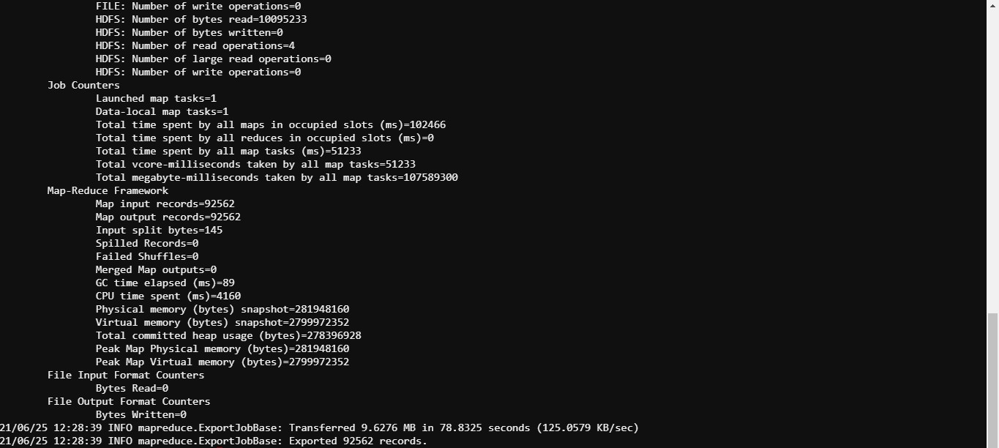 FILE: Number of write operations=0
HDFS: Number of bytes read=10095233
HDFS: Number of bytes written=0
HDFS: Number of read operations=4
HDFS: Number of large read operations=0
HDFS: Number of write operations=0
Job Counters
Launched map tasks=1
Data-local map tasks=1
Total time spent by all maps in occupied slots (ms)=102466
Total time spent by all reduces in occupied slots (ms)=0
Total time spent by all map tasks (ms)=51233
Total vcore-milliseconds taken by all map tasks=51233
Total megabyte-milliseconds taken by all map tasks=107589300
Map-Reduce Framework
Map input records=92562
Map output records=92562
Input split bytes=145
Spilled Records=0
Failed Shuffles=0
Merged Map outputs=0
GC time elapsed (ms)=89
CPU time spent (ms)=4160
Physical memory (bytes) snapshot=281948160
Virtual memory (bytes) snapshot=2799972352
Total committed heap usage (bytes)=278396928
Peak Map Physical memory (bytes)=281948160
Peak Map Virtual memory (bytes)=2799972352
File Input Format Counters
Bytes Read=0
File Output Format Counters
Bytes Written=0
21/06/25 12:28:39 INFO mapreduce.ExportJobBase: Transferred 9.6276 MB in 78.8325 seconds (125.0579 KB/sec)
21/06/25 12:28:39 INFO mapreduce.ExportJobBase: Exported 92562 records.